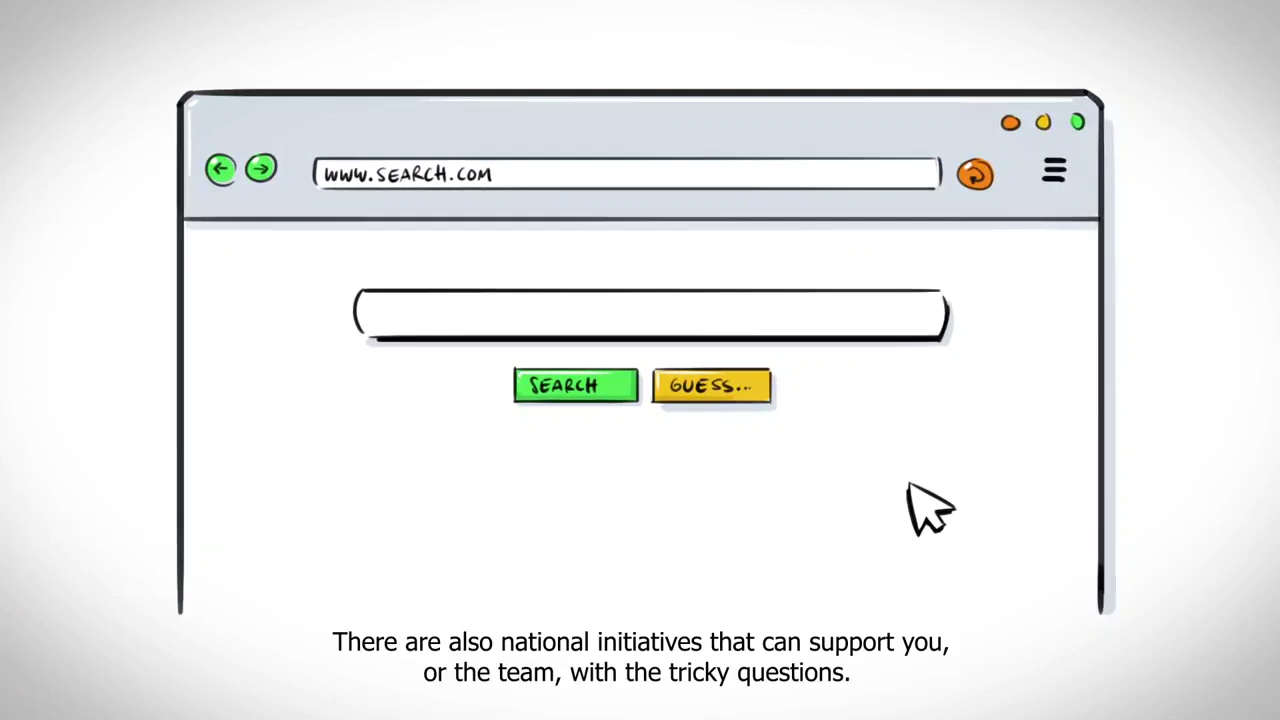 WWW.SEARCH.COM
SEARCH
GUESS...
There are also national initiatives that can support you,
or the team, with the tricky questions.